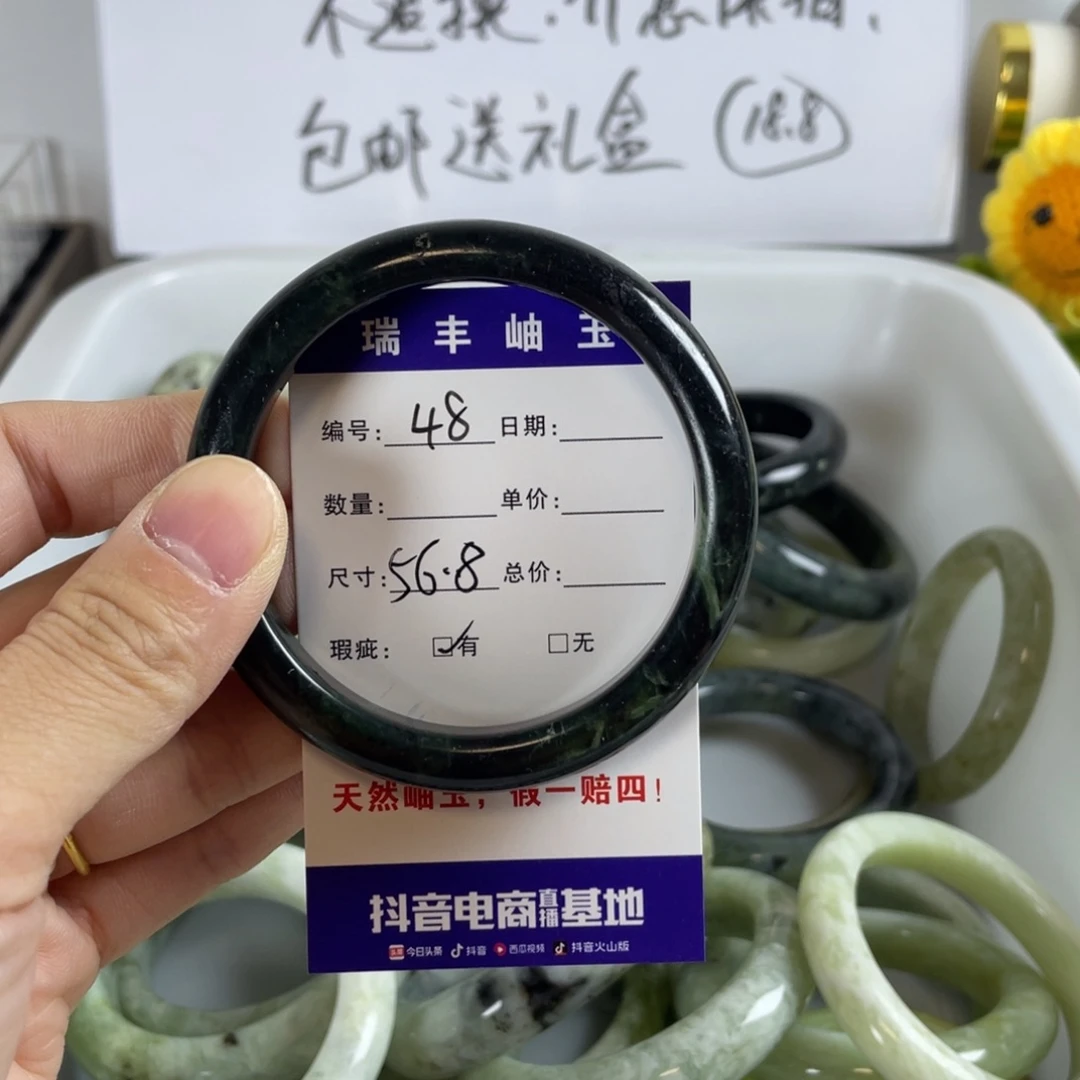 包邮送礼盒 18.8
瑞丰岫玉
编号: 48 日期:
数量: 单价:
尺寸: 56.8 总价:
瑕疵: ☑有 □无
天然岫玉，假一赔四！
抖音电商直播基地
头条 今日头条 抖音 西瓜视频 抖音火山版